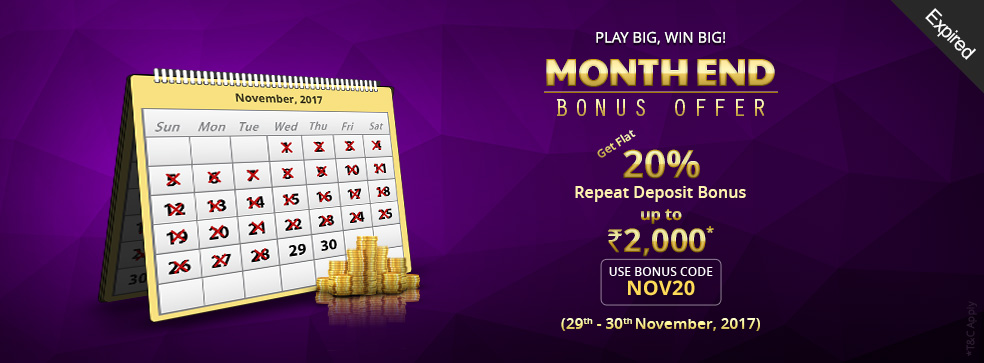 Expired
PLAY BIG, WIN BIG!
MONTH END
BONUS OFFER
Get Flat
20%
Repeat Deposit Bonus
up to
₹2,000*
USE BONUS CODE
NOV20
(29th - 30th November, 2017)
*T&C Apply
November, 2017
Sun Mon Tue Wed Thu Fri Sat
1 2 3 4
5 6 7 8 9 10 11
12 13 14 15 16 17 18
19 20 21 22 23 24 25
26 27 28 29 30
30